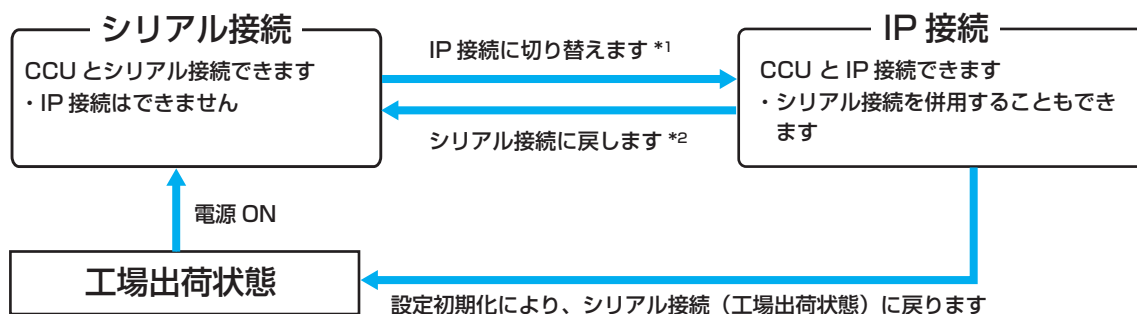 シリアル接続
CCU とシリアル接続できます
・IP 接続はできません
IP 接続に切り替えます *1
シリアル接続に戻します *2
IP 接続
CCU と IP 接続できます
・シリアル接続を併用することもでき
ます
電源 ON
工場出荷状態
設定初期化により、シリアル接続（工場出荷状態）に戻ります